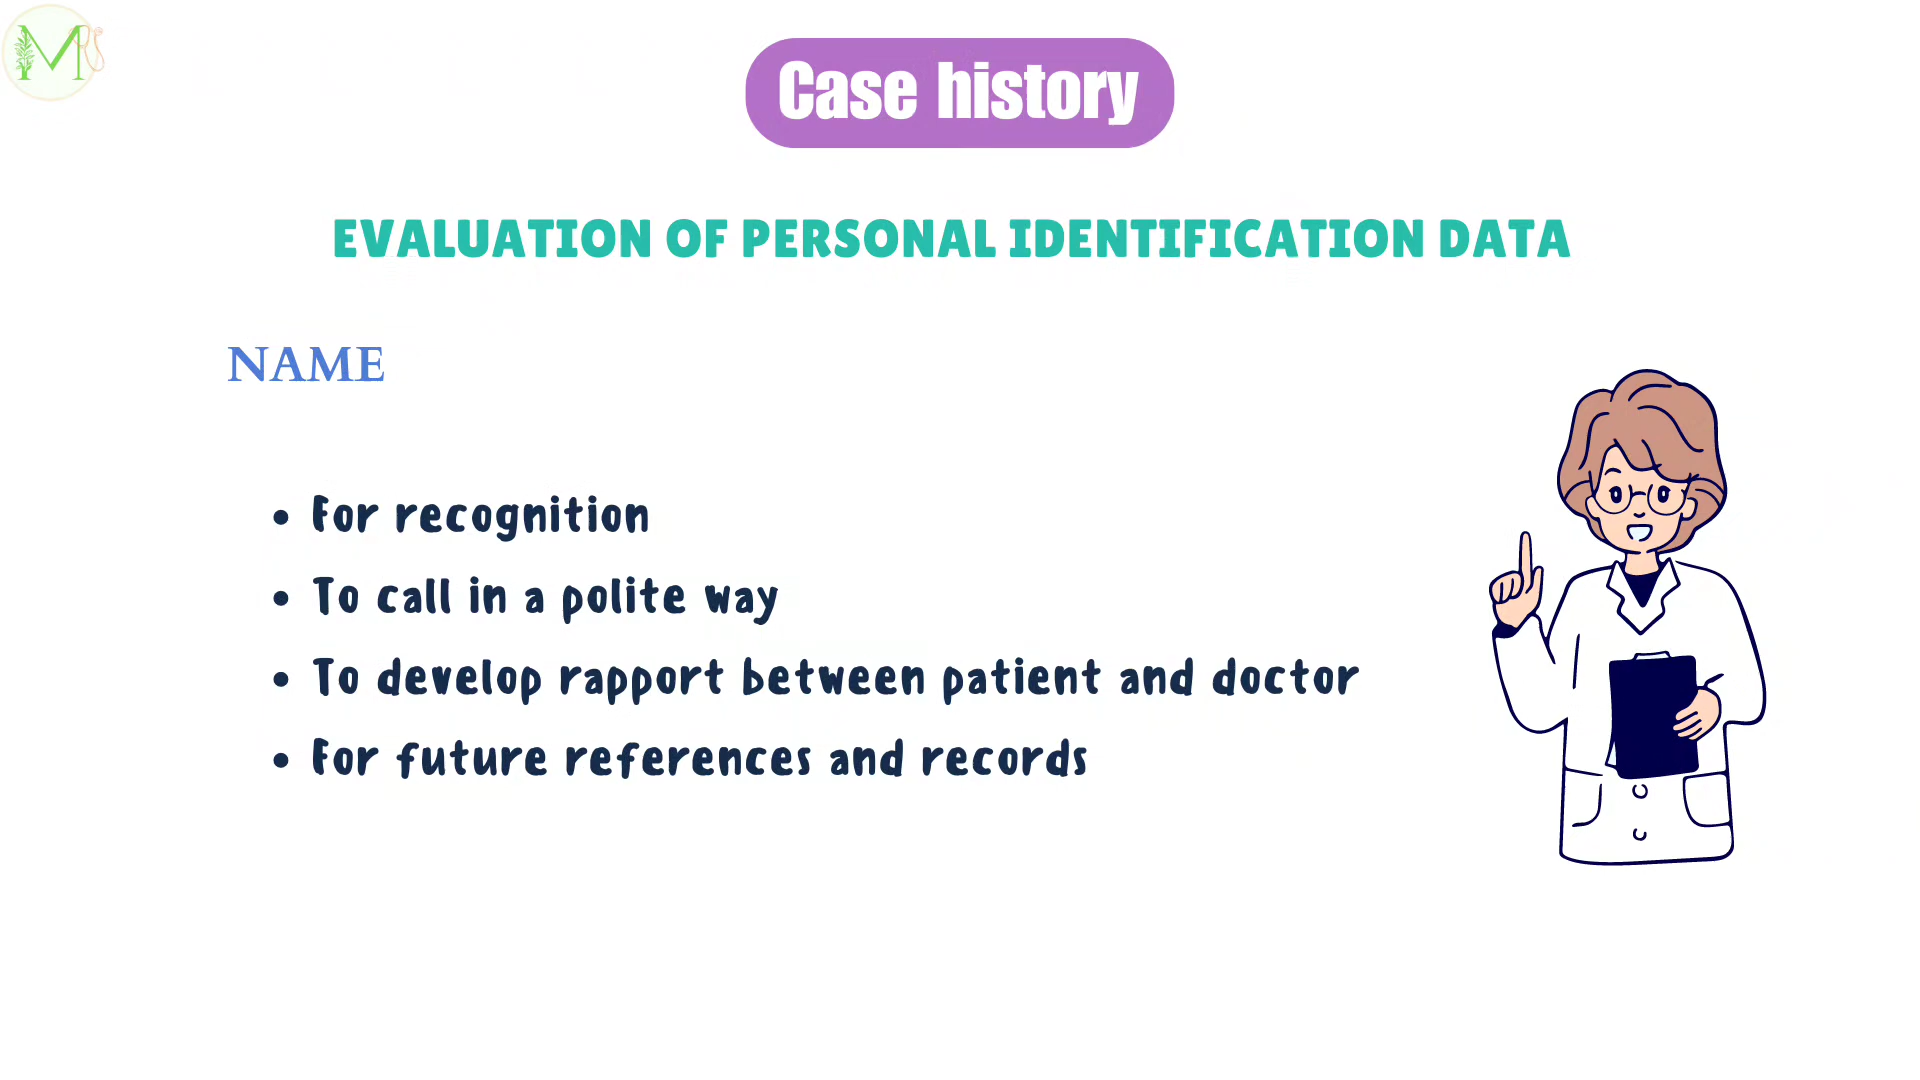 M
Case history
EVALUATION OF PERSONAL IDENTIFICATION DATA
NAME
• For recognition
• To call in a polite way
• To develop rapport between patient and doctor
• For future references and records